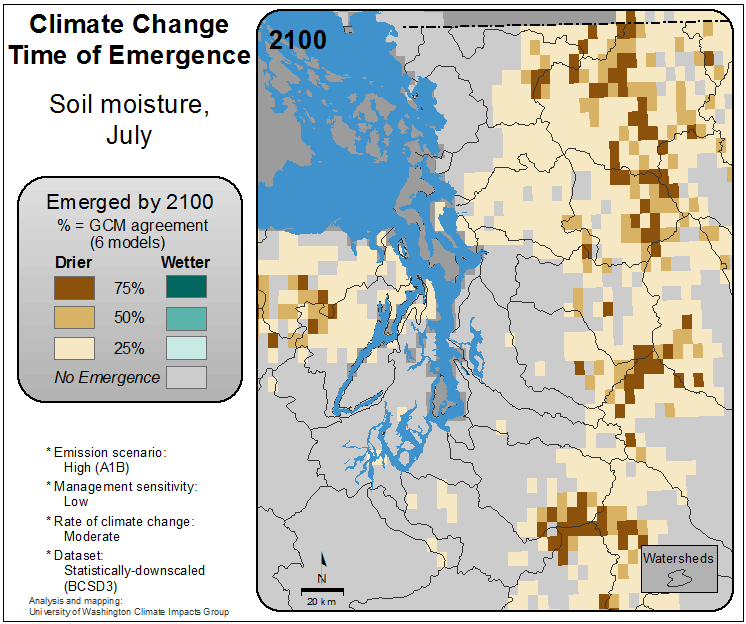 Climate Change
Time of Emergence
Soil moisture,
July
Emerged by 2100
% = GCM agreement
(6 models)
Drier Wetter
75%
50%
25%
No Emergence
* Emission scenario:
High (A1B)
* Management sensitivity:
Low
* Rate of climate change:
Moderate
* Dataset:
Statistically-downscaled
(BCSD3)
Analysis and mapping:
University of Washington Climate Impacts Group
2100
N
20 km
Watersheds